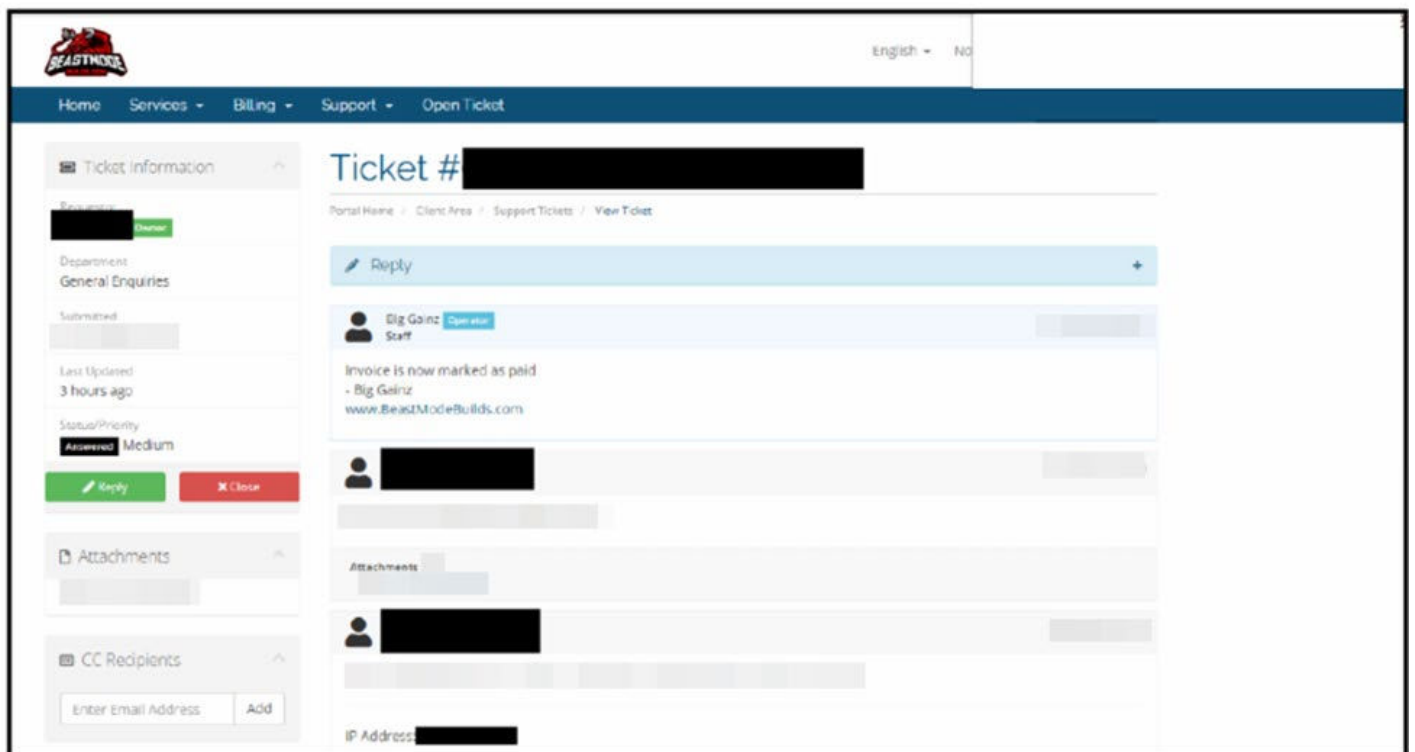 BEASTMODE
English
Home Services Billing Support Open Ticket
Ticket Information
Ticket #
Requestor
Owner
Portal Home / Client Area / Support Tickets / View Ticket
Department
General Enquiries
Reply +
Submitted
Big Gainz Operator
Staff
Last Updated
3 hours ago
Invoice is now marked as paid
- Big Gainz
www.BeastModeBuilds.com
Status/Priority
Answered Medium
Reply Close
Attachments
Attachments
CC Recipients
Enter Email Address Add
IP Address: